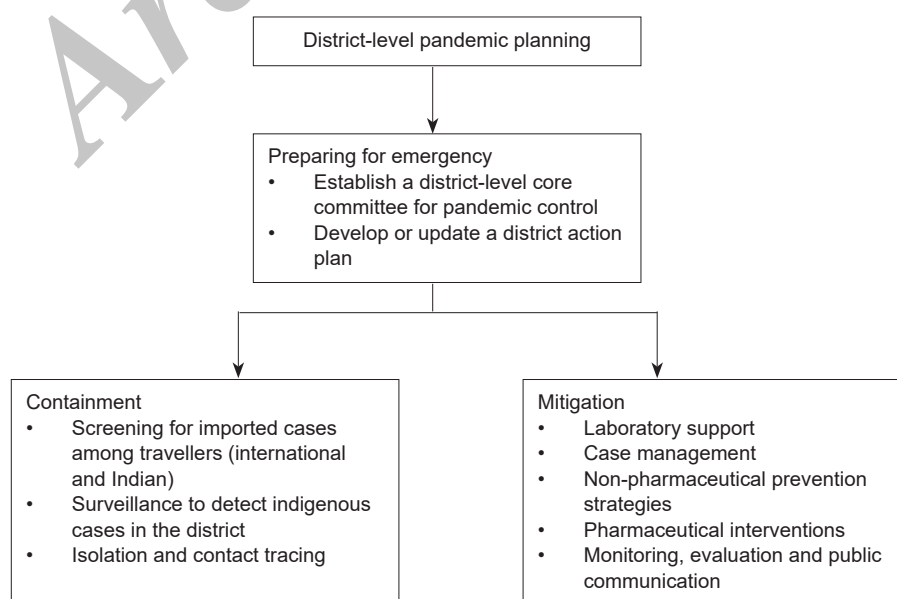 District-level pandemic planning
Preparing for emergency
• Establish a district-level core
committee for pandemic control
• Develop or update a district action
plan
Containment
• Screening for imported cases
among travellers (international
and Indian)
• Surveillance to detect indigenous
cases in the district
• Isolation and contact tracing
Mitigation
• Laboratory support
• Case management
• Non-pharmaceutical prevention
strategies
• Pharmaceutical interventions
• Monitoring, evaluation and public
communication